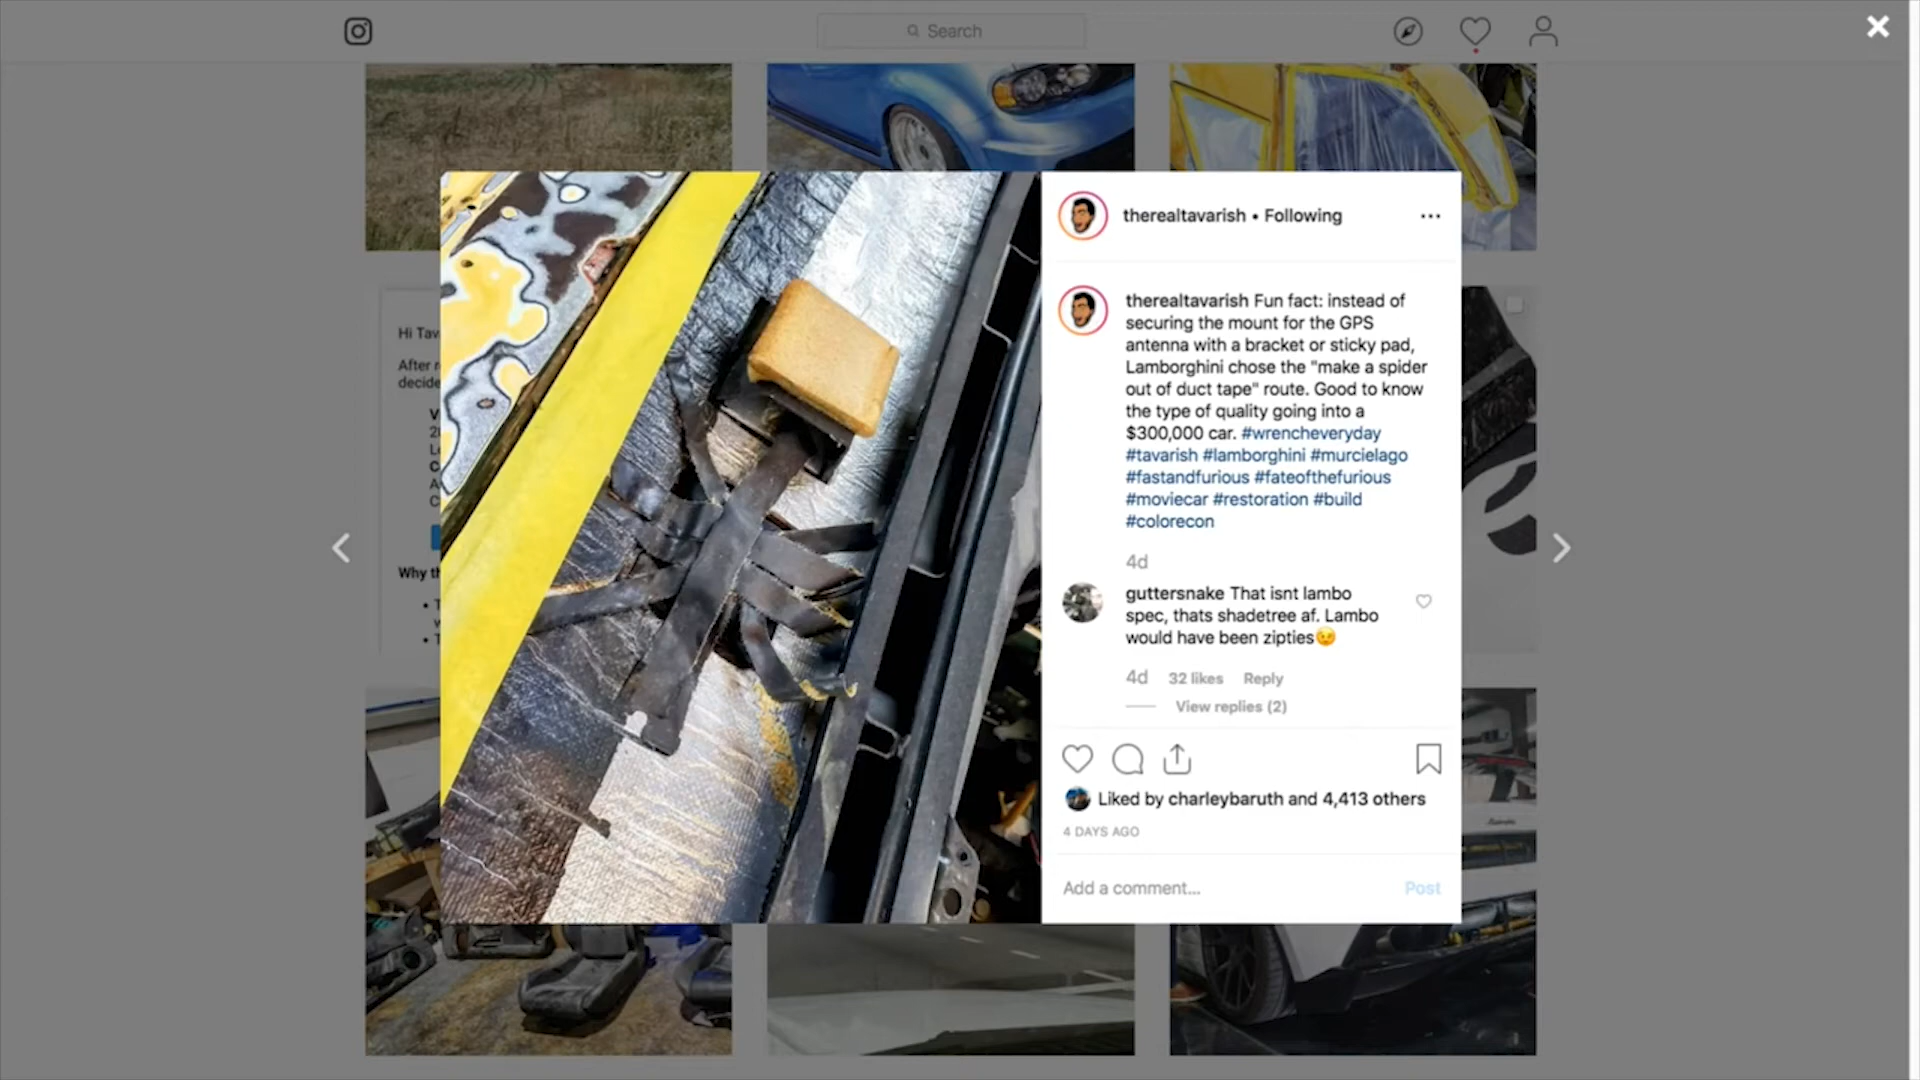 Search
therealtavarish • Following
therealtavarish Fun fact: instead of
securing the mount for the GPS
antenna with a bracket or sticky pad,
Lamborghini chose the "make a spider
out of duct tape" route. Good to know
the type of quality going into a
$300,000 car. #wrencheveryday
#tavarish #lamborghini #murcielago
#fastandfurious #fateofthefurious
#moviecar #restoration #build
#colorecon
4d
guttersnake That isnt lambo
spec, thats shadetree af. Lambo
would have been zipties😉
4d 32 likes Reply
View replies (2)
Liked by charleybaruth and 4,413 others
4 DAYS AGO
Add a comment... Post
Hi Tav
After r
decide
Why th